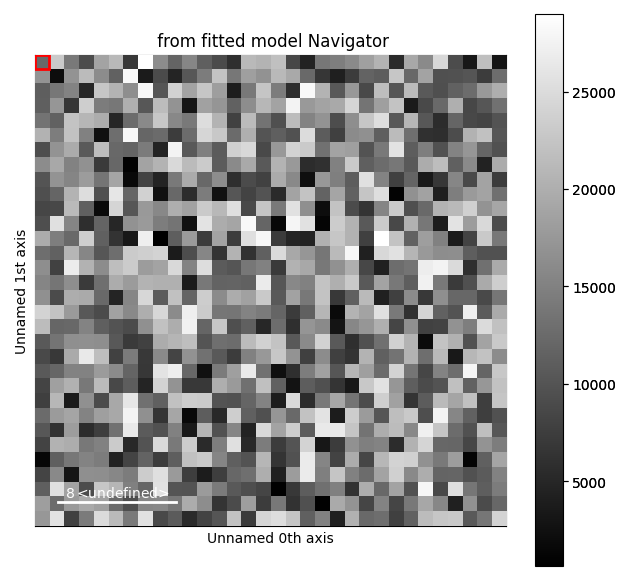 from fitted model Navigator
Unnamed 1st axis
8 <undefined>
Unnamed 0th axis
25000
20000
15000
10000
5000